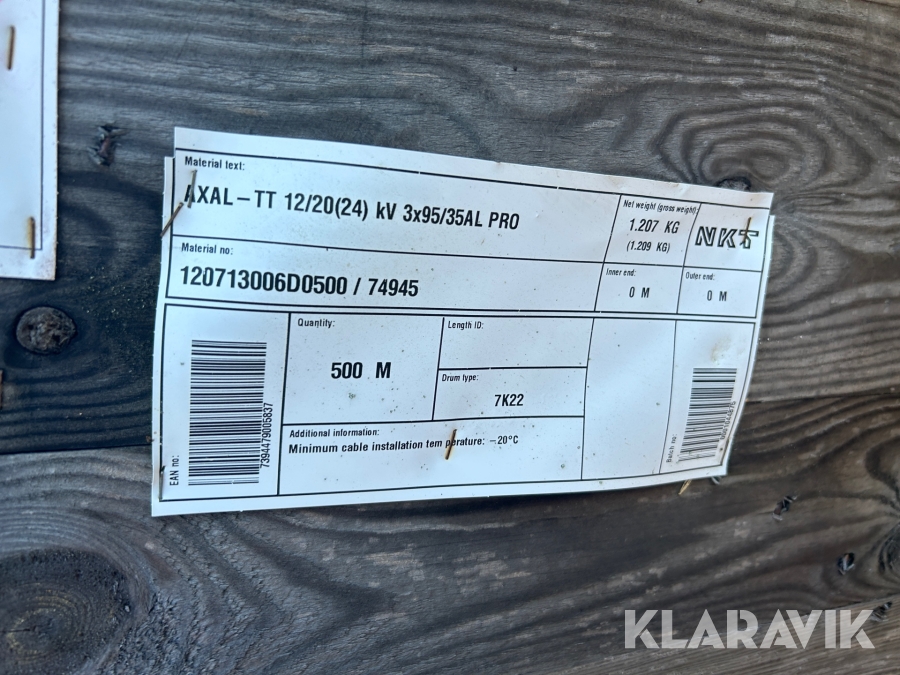 Material text:
AXAL-TT 12/20(24) kV 3x95/35AL PRO
Net weight (gross weight)
1.207 KG
(1.209 KG)
NKT
Material no:
120713006D0500 / 74945
Inner end:
0 M
Outer end:
0 M
Quantity:
500 M
Length ID:
Drum type:
7K22
Additional information:
Minimum cable installation temperature: -20°C
EAN no:
7394479005837
Batch no:
KLARAVIK